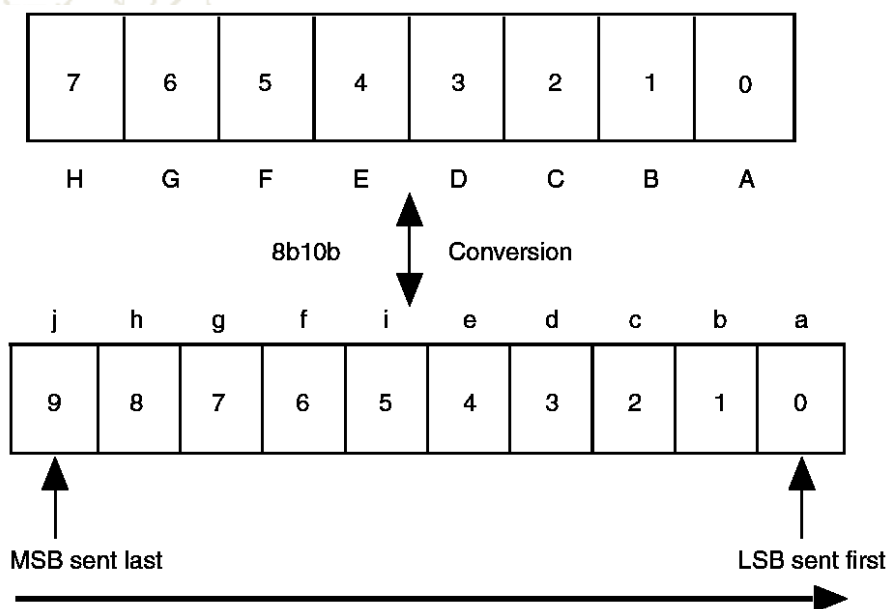 7 6 5 4 3 2 1 0
H G F E D C B A
8b10b Conversion
j h g f i e d c b a
9 8 7 6 5 4 3 2 1 0
MSB sent last LSB sent first